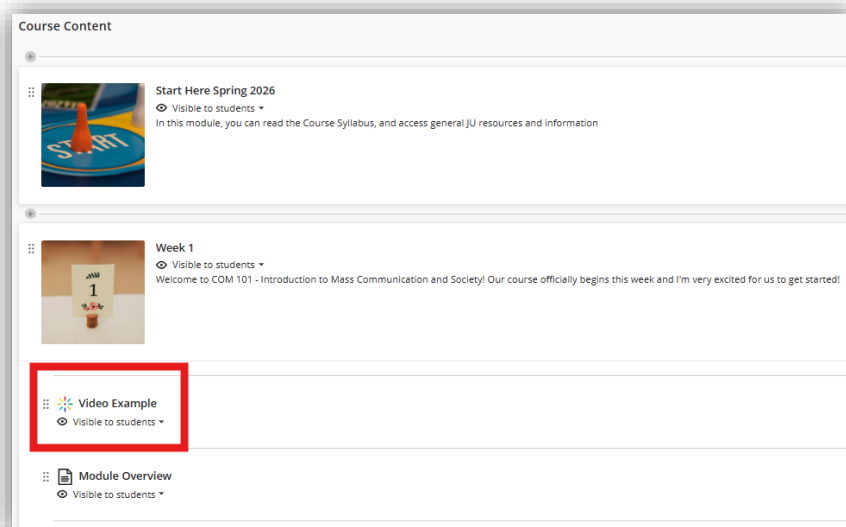 Course Content
Start Here Spring 2026
Visible to students
In this module, you can read the Course Syllabus, and access general JU resources and information
START
Week 1
Visible to students
Welcome to COM 101 - Introduction to Mass Communication and Society! Our course officially begins this week and I'm very excited for us to get started!
1
Video Example
Visible to students
Module Overview
Visible to students